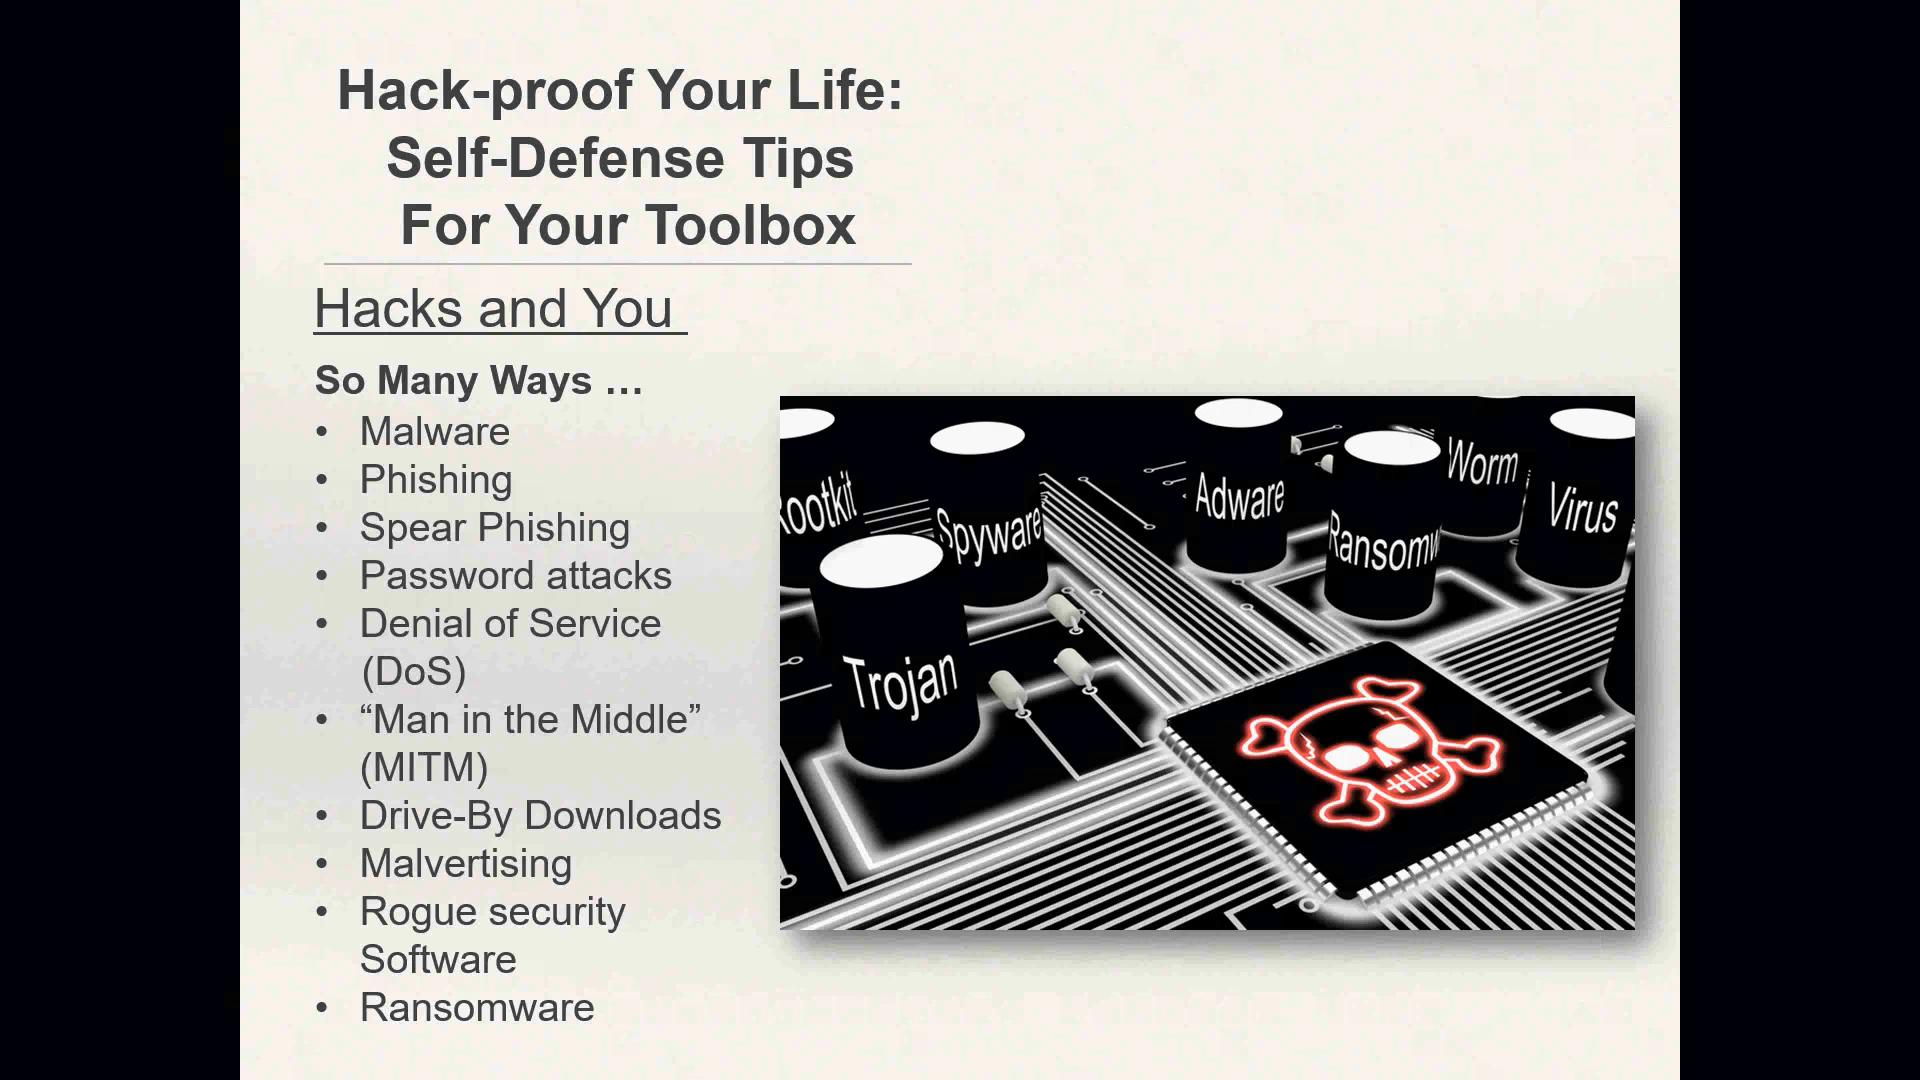 Hack-proof Your Life:
Self-Defense Tips
For Your Toolbox
Hacks and You
So Many Ways …
• Malware
• Phishing
• Spear Phishing
• Password attacks
• Denial of Service
(DoS)
• “Man in the Middle”
(MITM)
• Drive-By Downloads
• Malvertising
• Rogue security
Software
• Ransomware
Rootkit
Spyware
Adware
Ransomw
Worm
Virus
Trojan